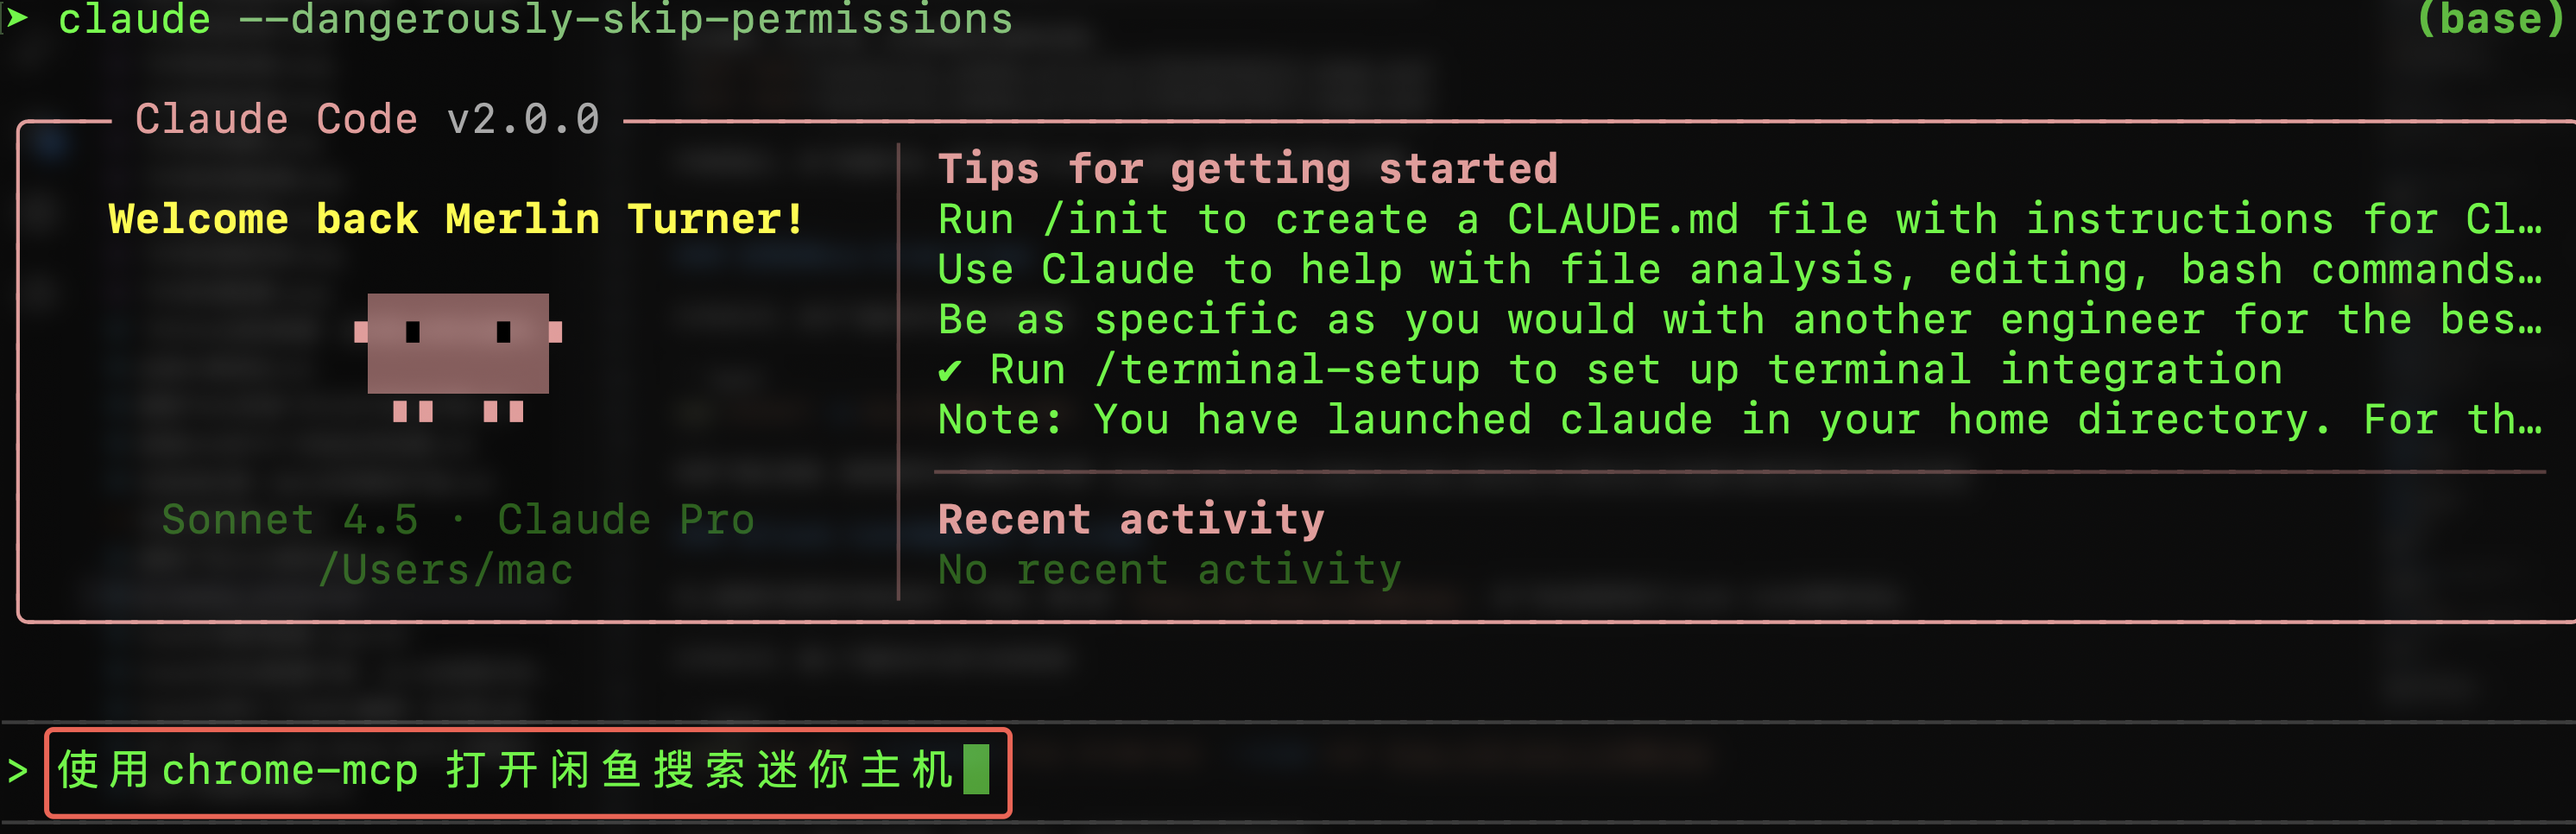 ➤ claude --dangerously-skip-permissions (base)
Claude Code v2.0.0
Welcome back Merlin Turner!
Sonnet 4.5 · Claude Pro
/Users/mac
Tips for getting started
Run /init to create a CLAUDE.md file with instructions for Cl…
Use Claude to help with file analysis, editing, bash commands…
Be as specific as you would with another engineer for the bes…
✔ Run /terminal-setup to set up terminal integration
Note: You have launched claude in your home directory. For th…
Recent activity
No recent activity
> 使用chrome-mcp 打开闲鱼搜索迷你主机